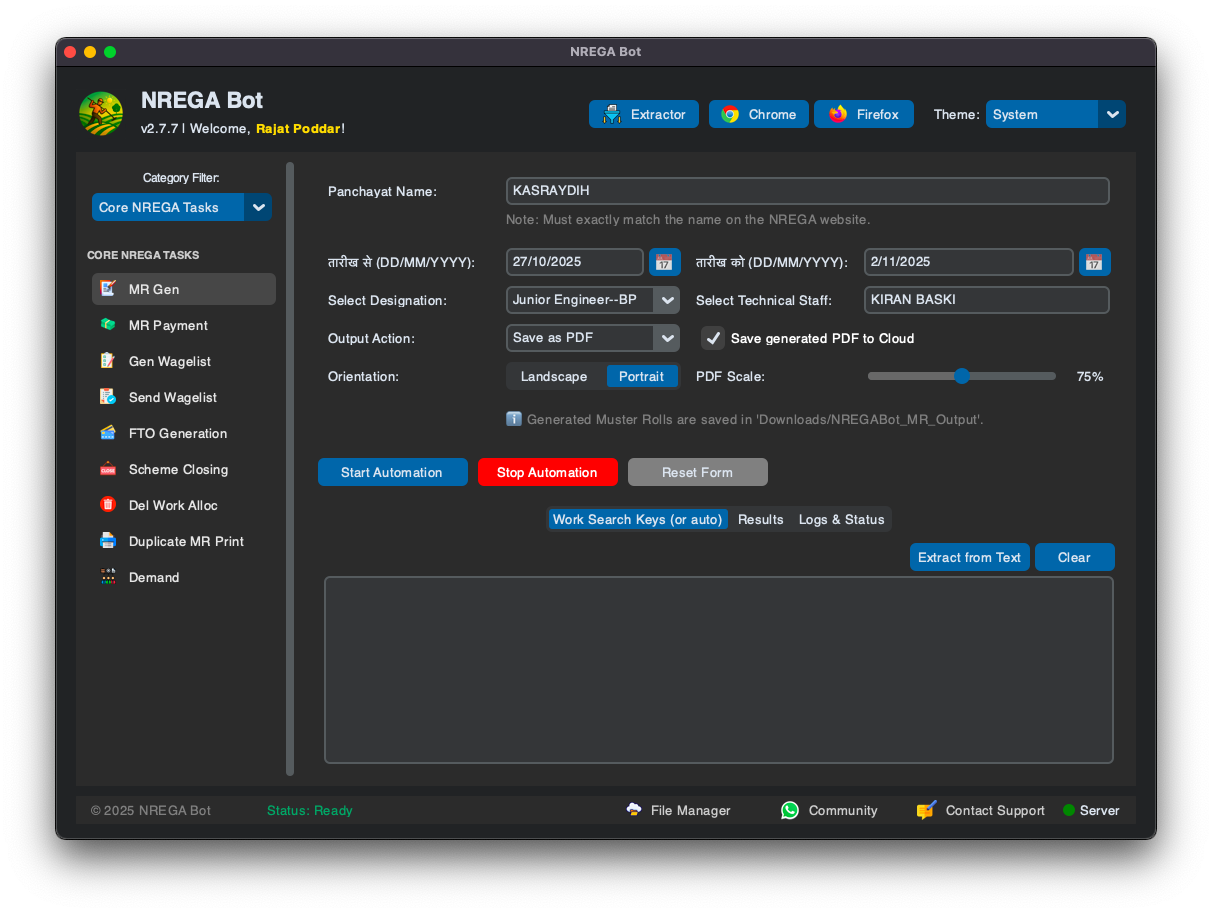 NREGA Bot
NREGA Bot
v2.7.7 | Welcome, Rajat Poddar!
Extractor
Chrome
Firefox
Theme: System
Category Filter:
Core NREGA Tasks
CORE NREGA TASKS
MR Gen
MR Payment
Gen Wagelist
Send Wagelist
FTO Generation
Scheme Closing
Del Work Alloc
Duplicate MR Print
Demand
Panchayat Name: KASRAYDIH
Note: Must exactly match the name on the NREGA website.
तारीख से (DD/MM/YYYY): 27/10/2025 17 तारीख को (DD/MM/YYYY): 2/11/2025 17
Select Designation: Junior Engineer--BP Select Technical Staff: KIRAN BASKI
Output Action: Save as PDF Save generated PDF to Cloud
Orientation: Landscape Portrait PDF Scale: 75%
Generated Muster Rolls are saved in 'Downloads/NREGABot_MR_Output'.
Start Automation Stop Automation Reset Form
Work Search Keys (or auto) Results Logs & Status
Extract from Text Clear
© 2025 NREGA Bot Status: Ready File Manager Community Contact Support Server